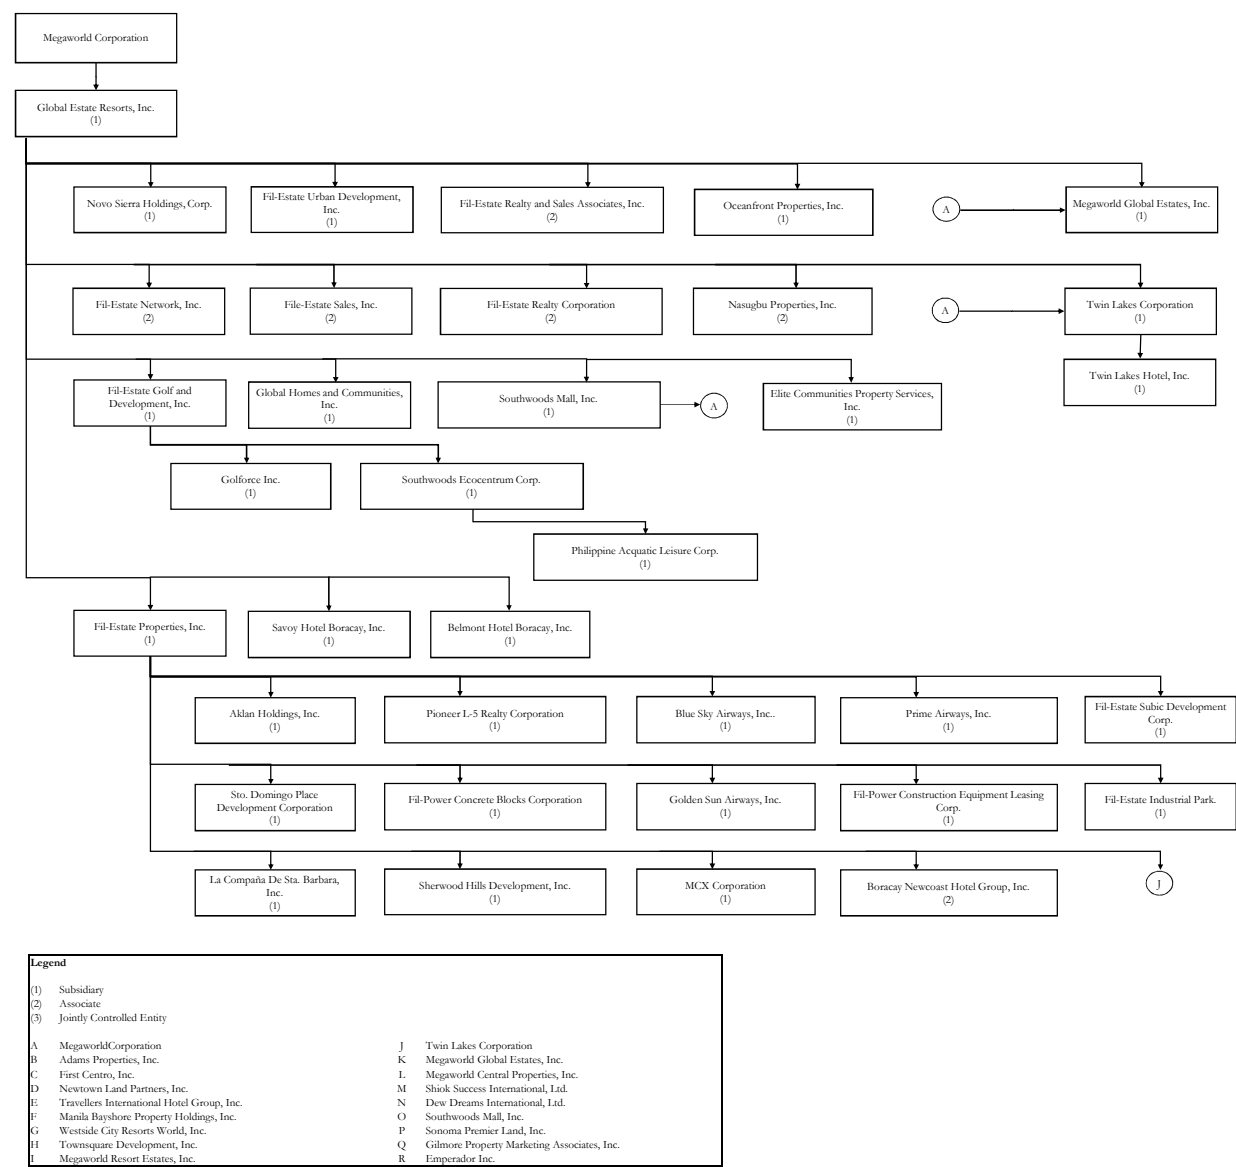 Megaworld Corporation
Global Estate Resorts, Inc.
(1)
Novo Sierra Holdings, Corp.
(1)
Fil-Estate Urban Development,
Inc.
(1)
Fil-Estate Realty and Sales Associates, Inc.
(2)
Oceanfront Properties, Inc.
(1)
A
Megaworld Global Estates, Inc.
(1)
Fil-Estate Network, Inc.
(2)
File-Estate Sales, Inc.
(2)
Fil-Estate Realty Corporation
(2)
Nasugbu Properties, Inc.
(2)
A
Twin Lakes Corporation
(1)
Twin Lakes Hotel, Inc.
(1)
Fil-Estate Golf and
Development, Inc.
(1)
Global Homes and Communities,
Inc.
(1)
Southwoods Mall, Inc.
(1)
A
Elite Communities Property Services,
Inc.
(1)
Golforce Inc.
(1)
Southwoods Ecocentrum Corp.
(1)
Philippine Acquatic Leisure Corp.
(1)
Fil-Estate Properties, Inc.
(1)
Savoy Hotel Boracay, Inc.
(1)
Belmont Hotel Boracay, Inc.
(1)
Aklan Holdings, Inc.
(1)
Pioneer L-5 Realty Corporation
(1)
Blue Sky Airways, Inc..
(1)
Prime Airways, Inc.
(1)
Fil-Estate Subic Development
Corp.
(1)
Sto. Domingo Place
Development Corporation
(1)
Fil-Power Concrete Blocks Corporation
(1)
Golden Sun Airways, Inc.
(1)
Fil-Power Construction Equipment Leasing
Corp.
(1)
Fil-Estate Industrial Park.
(1)
La Compaña De Sta. Barbara,
Inc.
(1)
Sherwood Hills Development, Inc.
(1)
MCX Corporation
(1)
Boracay Newcoast Hotel Group, Inc.
(2)
J
Legend
(1) Subsidiary
(2) Associate
(3) Jointly Controlled Entity
A MegaworldCorporation
B Adams Properties, Inc.
C First Centro, Inc.
D Newtown Land Partners, Inc.
E Travellers International Hotel Group, Inc.
F Manila Bayshore Property Holdings, Inc.
G Westside City Resorts World, Inc.
H Townsquare Development, Inc.
I Megaworld Resort Estates, Inc.
J Twin Lakes Corporation
K Megaworld Global Estates, Inc.
L Megaworld Central Properties, Inc.
M Shiok Success International, Ltd.
N Dew Dreams International, Ltd.
O Southwoods Mall, Inc.
P Sonoma Premier Land, Inc.
Q Gilmore Property Marketing Associates, Inc.
R Emperador Inc.